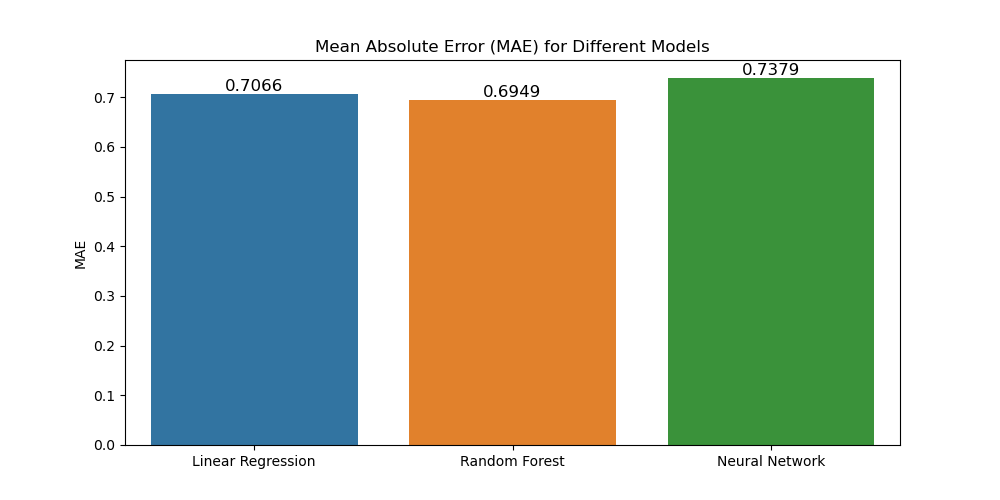 Mean Absolute Error (MAE) for Different Models
0.7066
0.6949
0.7379
MAE
0.7
0.6
0.5
0.4
0.3
0.2
0.1
0.0
Linear Regression
Random Forest
Neural Network